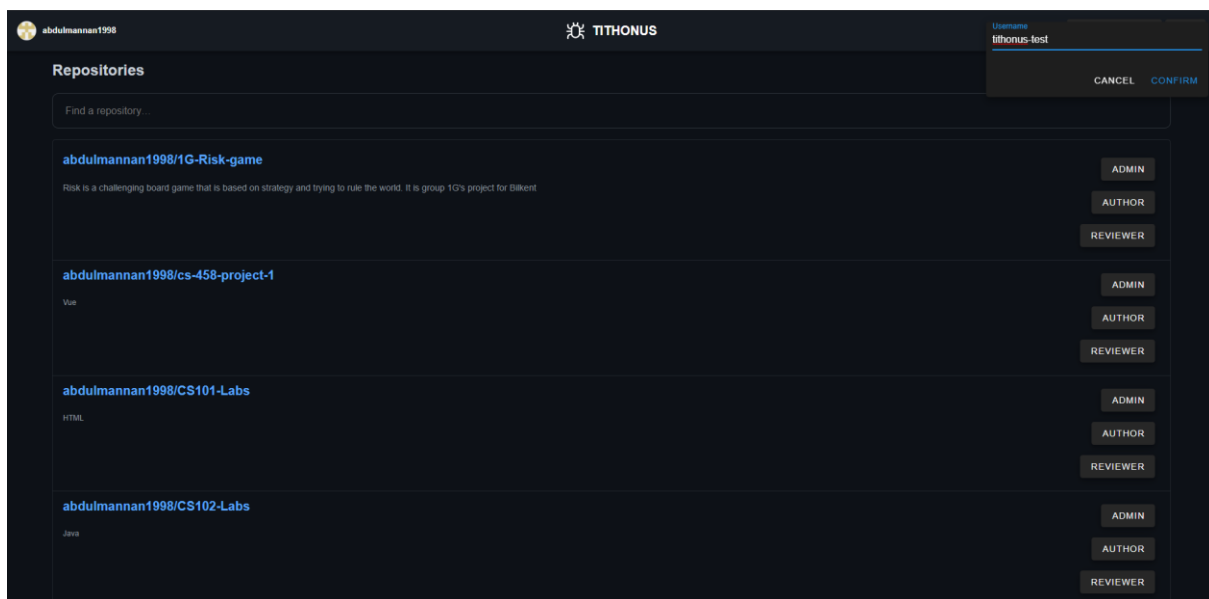 abdulmannan1998
TITHONUS
Username
tithonus-test
CANCEL CONFIRM
Repositories
Find a repository...
abdulmannan1998/1G-Risk-game
Risk is a challenging board game that is based on strategy and trying to rule the world. It is group 1G's project for Bilkent
ADMIN
AUTHOR
REVIEWER
abdulmannan1998/cs-458-project-1
Vue
ADMIN
AUTHOR
REVIEWER
abdulmannan1998/CS101-Labs
HTML
ADMIN
AUTHOR
REVIEWER
abdulmannan1998/CS102-Labs
Java
ADMIN
AUTHOR
REVIEWER